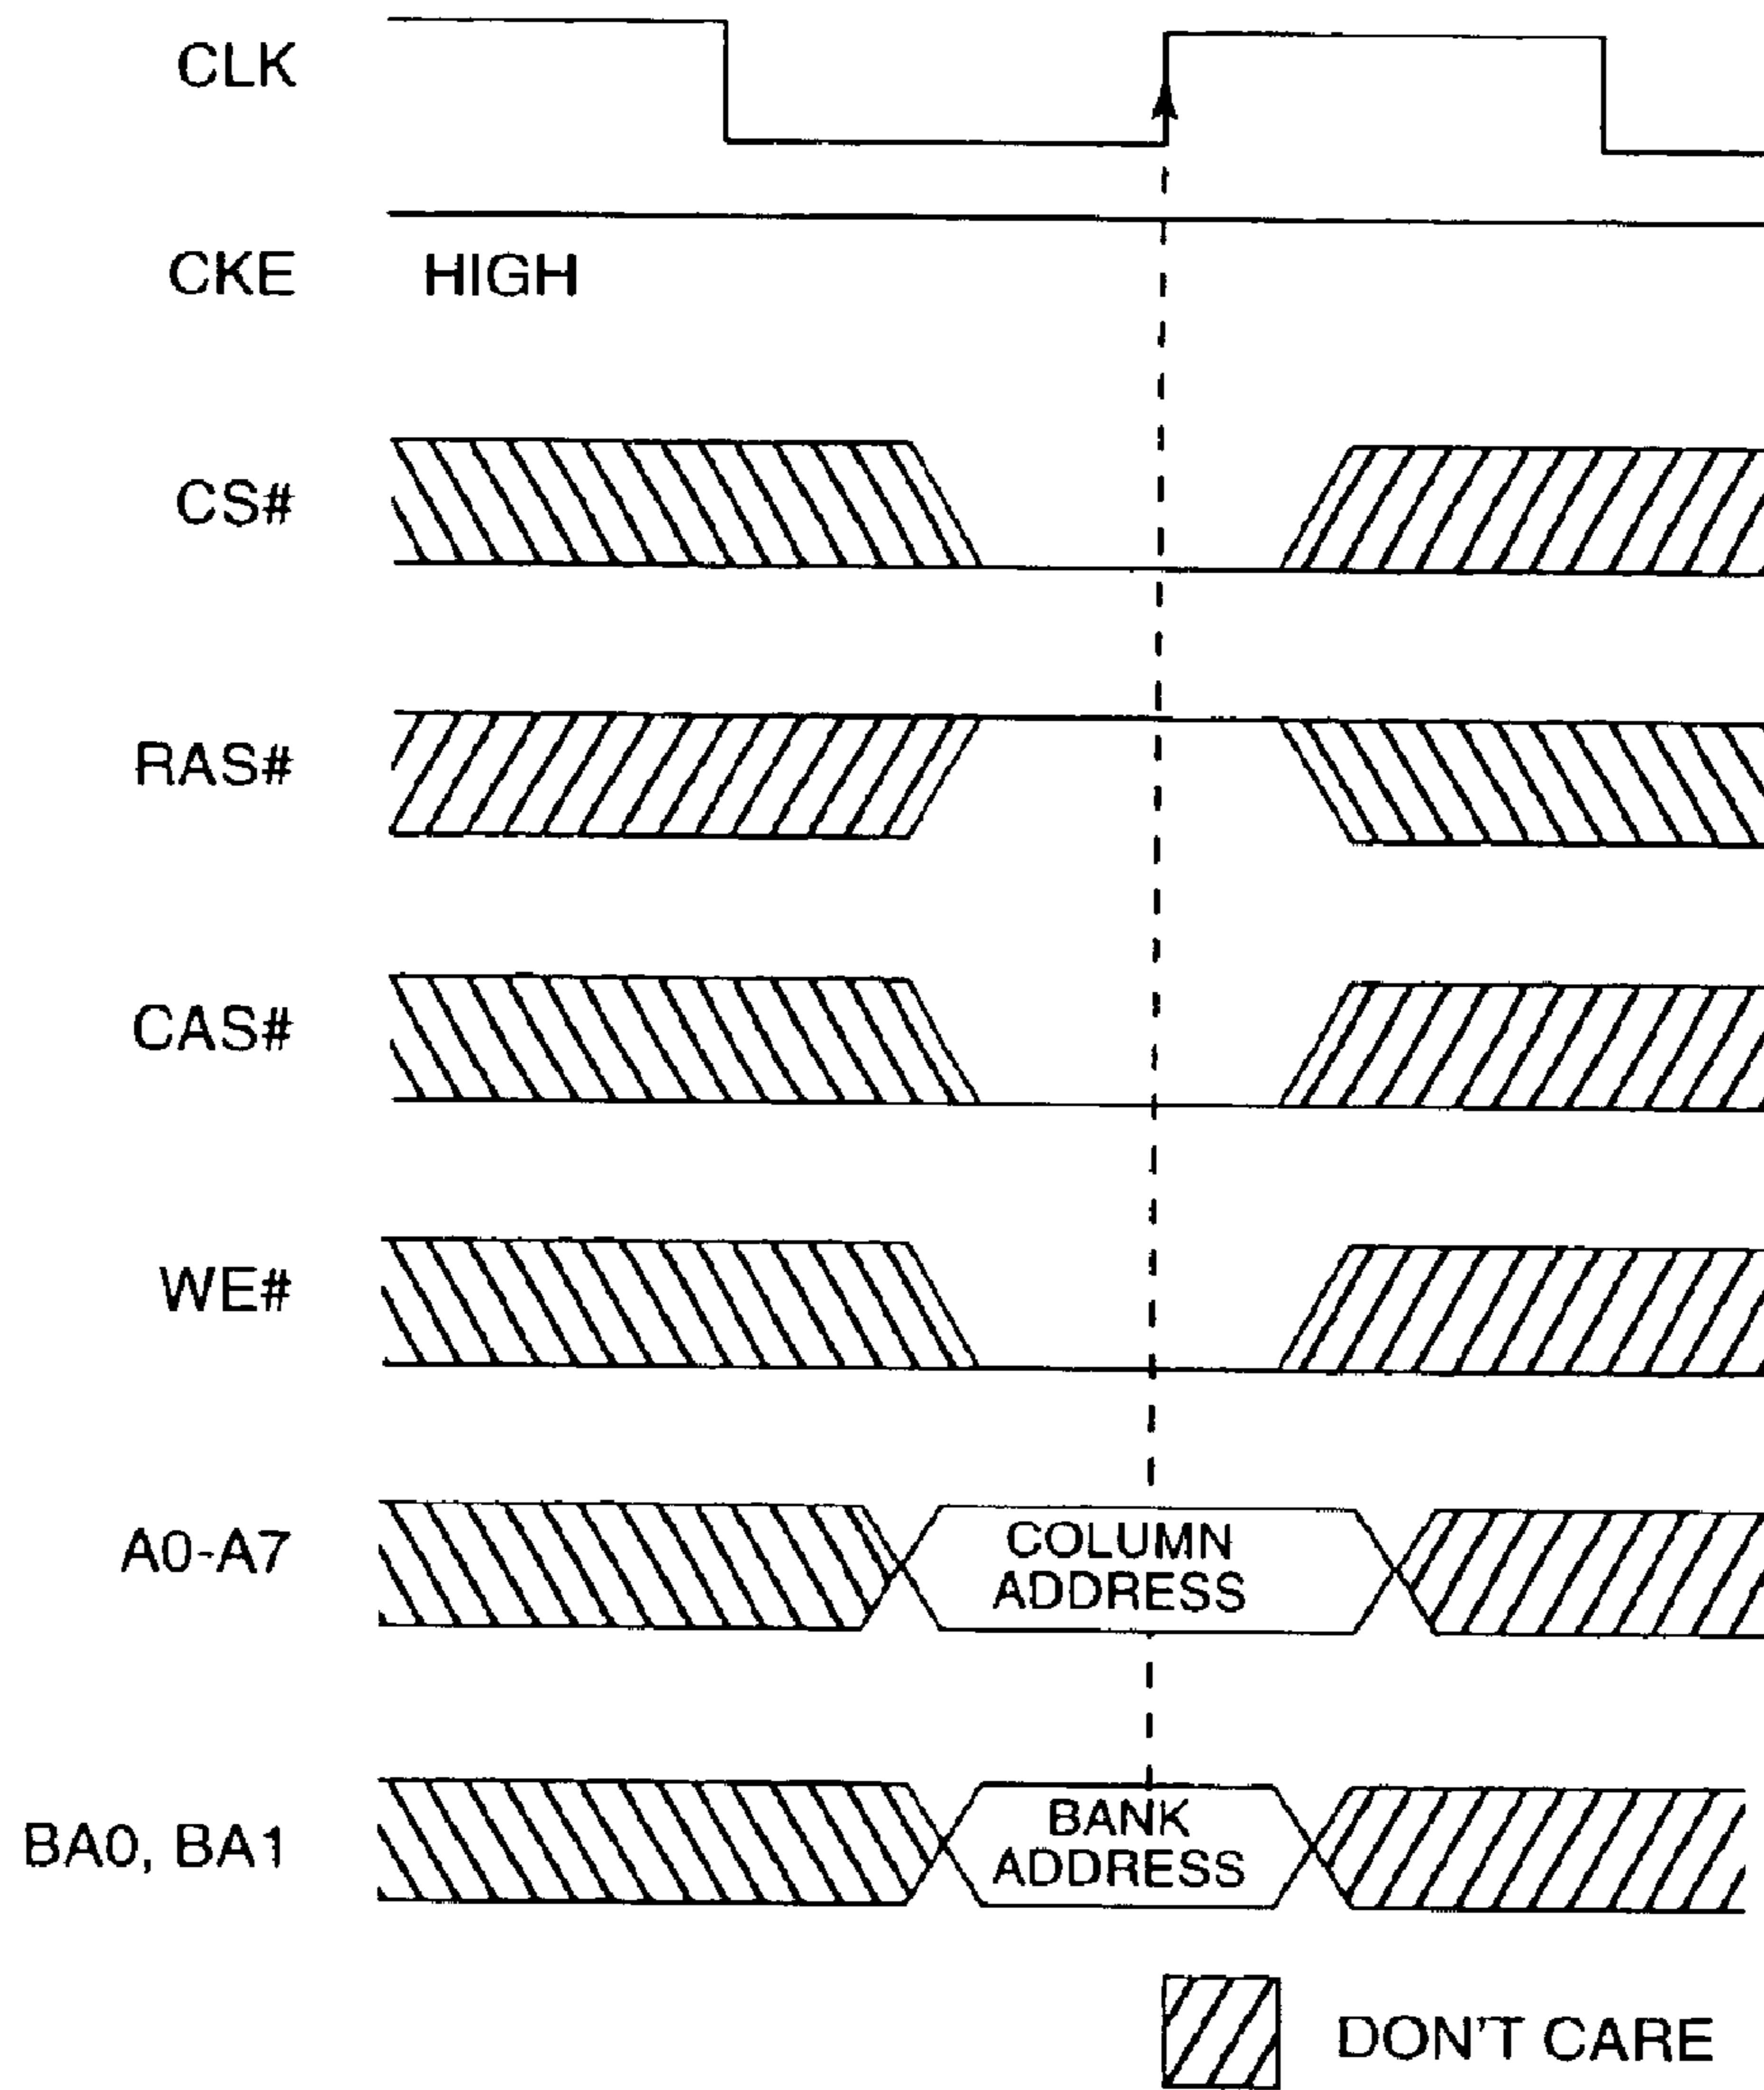 CLK
CKE HIGH
CS#
RAS#
CAS#
WE#
A0-A7 COLUMN
ADDRESS
BA0, BA1 BANK
ADDRESS
DON'T CARE